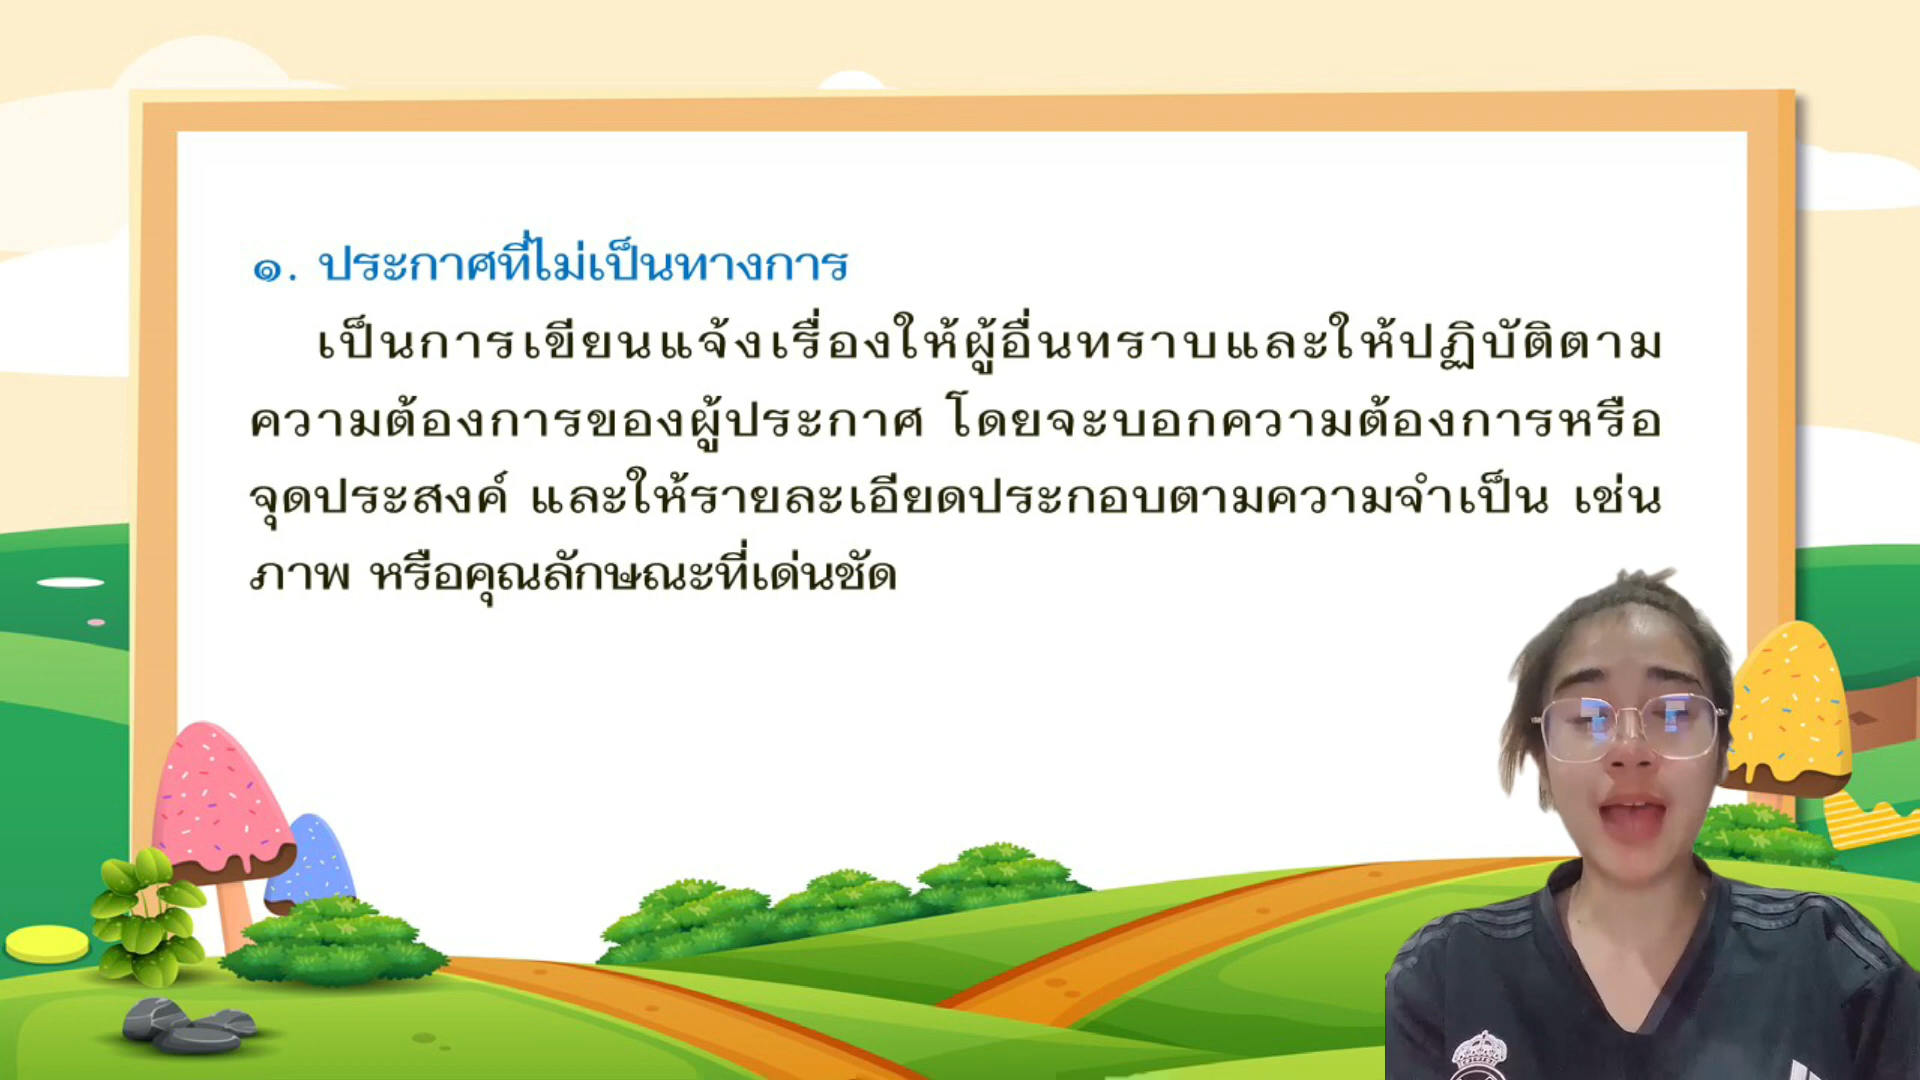 ๑. ประกาศที่ไม่เป็นทางการ
เป็นการเขียนแจ้งเรื่องให้ผู้อื่นทราบและให้ปฏิบัติตาม
ความต้องการของผู้ประกาศ โดยจะบอกความต้องการหรือ
จุดประสงค์ และให้รายละเอียดประกอบตามความจำเป็น เช่น
ภาพ หรือคุณลักษณะที่เด่นชัด